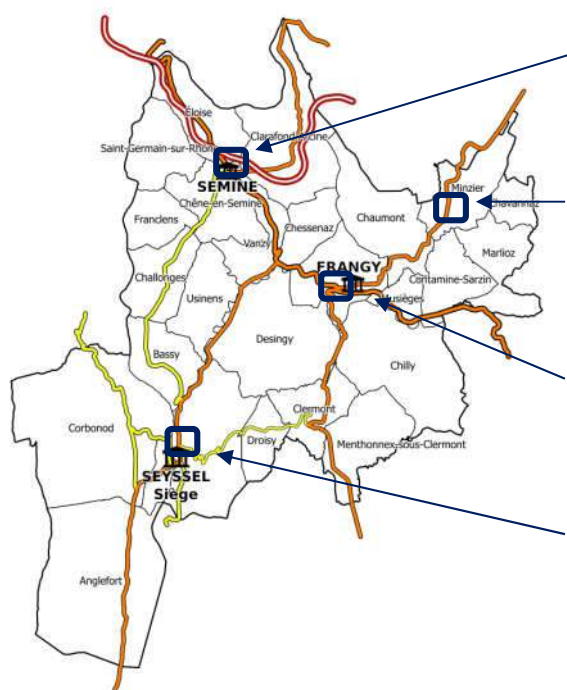 Éloise
Clarafond-Arcine
Saint-Germain-sur-Rhône
SEMINE
Chêne-en-Semine
Minzier
Chavannaz
Franclens
Chessenaz
Chaumont
Vanzy
Marlioz
FRANGY
Contamine-Sarzin
Challonges
Musièges
Usinens
Desingy
Bassy
Chilly
Clermont
Corbonod
Droisy
Menthonnex-sous-Clermont
SEYSSEL
Siège
Anglefort